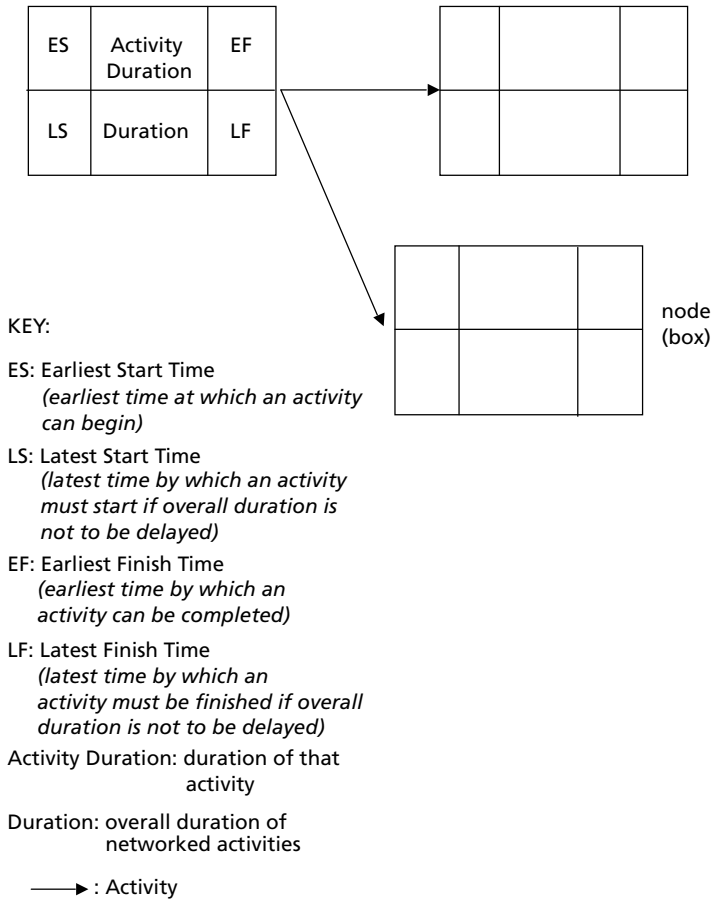 ES
Activity
Duration
EF
LS
Duration
LF
node
(box)
KEY:
ES: Earliest Start Time
(earliest time at which an activity
can begin)
LS: Latest Start Time
(latest time by which an activity
must start if overall duration is
not to be delayed)
EF: Earliest Finish Time
(earliest time by which an
activity can be completed)
LF: Latest Finish Time
(latest time by which an
activity must be finished if overall
duration is not to be delayed)
Activity Duration: duration of that
activity
Duration: overall duration of
networked activities
: Activity